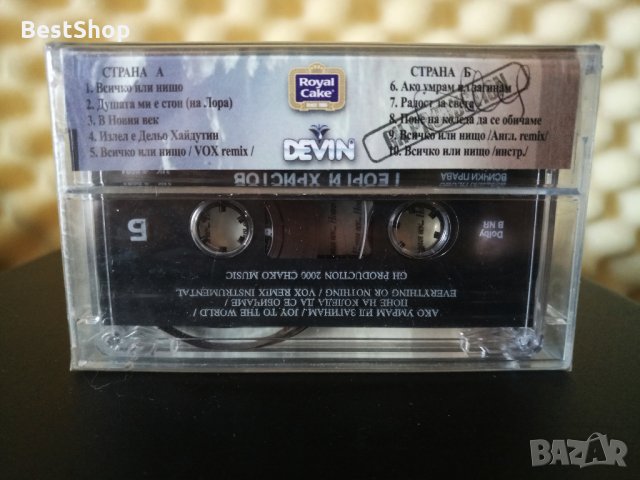 BestShop
СТРАНА А
1. Всичко или нищо
2. Душата ми е стон (на Лора)
3. В Новия век
4. Излел е Дельо Хайдутин
5. Всичко или нищо / VOX remix /
Royal
Cake
DEVIN
СТРАНА Б
6. Ако умрам ил загинам
7. Радост за света
8. Поне на коледа да се обичаме
9. Всичко или нищо /Англ. remix/
10. Всичко или нищо /инстр./
ГЕОРГИ ХРИСТОВ
ВСИЧКИ ПРАВА
Б
Dolby
B NR
АКО УМРАМ ИЛ ЗАГИНАМ/ JOY TO THE WORLD /
ПОНЕ НА КОЛЕДА ДА СЕ ОБИЧАМЕ /
EVERYTHING OR NOTHING / VOX REMIX INSTRUMENTAL
GH PRODUCTION 2000 CHAKO MUSIC
BAZAR